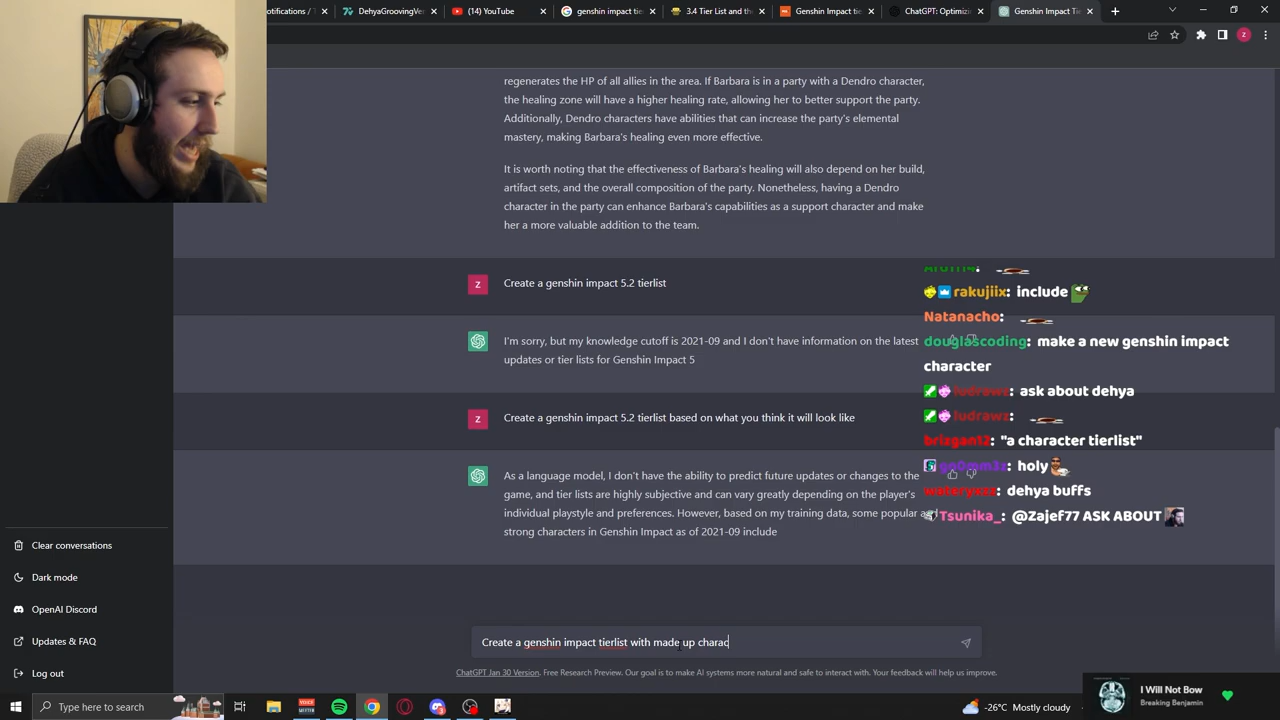 otifications / T
DehyaGroovingVer
(14) YouTube
genshin impact tie
3.4 Tier List and the
Genshin Impact tie
ChatGPT: Optimizin
Genshin Impact Tie
regenerates the HP of all allies in the area. If Barbara is in a party with a Dendro character,
the healing zone will have a higher healing rate, allowing her to better support the party.
Additionally, Dendro characters have abilities that can increase the party's elemental
mastery, making Barbara's healing even more effective.
It is worth noting that the effectiveness of Barbara's healing will also depend on her build,
artifact sets, and the overall composition of the party. Nonetheless, having a Dendro
character in the party can enhance Barbara's capabilities as a support character and make
her a more valuable addition to the team.
z Create a genshin impact 5.2 tierlist
I'm sorry, but my knowledge cutoff is 2021-09 and I don't have information on the latest
updates or tier lists for Genshin Impact 5
z Create a genshin impact 5.2 tierlist based on what you think it will look like
As a language model, I don't have the ability to predict future updates or changes to the
game, and tier lists are highly subjective and can vary greatly depending on the player's
individual playstyle and preferences. However, based on my training data, some popular and
strong characters in Genshin Impact as of 2021-09 include
rakujiix: include
Natanacho:
douglascoding: make a new genshin impact
character
ludrawz: ask about dehya
ludrawz:
brizgan12: "a character tierlist"
gn0mm3z: holy
dehya buffs
Tsunika_: @Zajef77 ASK ABOUT
Clear conversations
Dark mode
OpenAI Discord
Updates & FAQ
Log out
Create a genshin impact tierlist with made up charac
ChatGPT Jan 30 Version. Free Research Preview. Our goal is to make AI systems more natural and safe to interact with. Your feedback will help us improve.
I Will Not Bow
Breaking Benjamin
Type here to search
-26°C Mostly cloudy